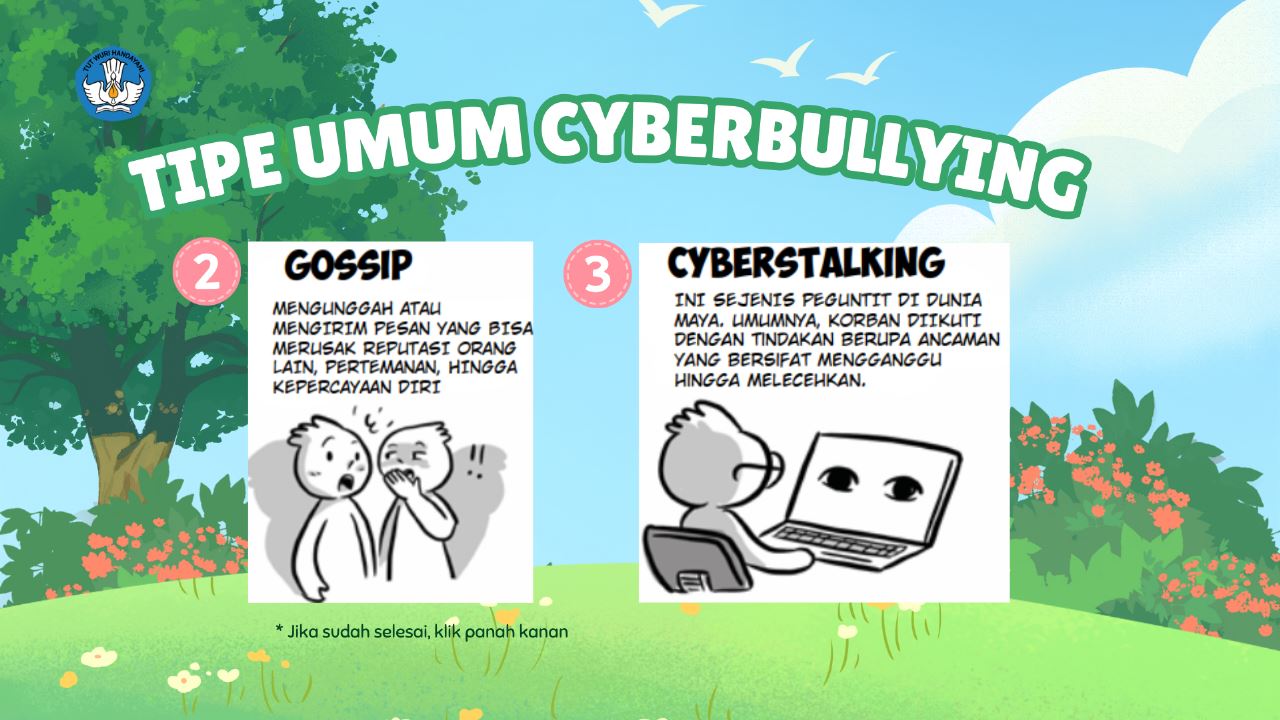 TUT WURI HANDAYANI
TIPE UMUM CYBERBULLYING
2
GOSSIP
MENGUNGGAH ATAU
MENGIRIM PESAN YANG BISA
MERUSAK REPUTASI ORANG
LAIN, PERTEMANAN, HINGGA
KEPERCAYAAN DIRI
!!
3
CYBERSTALKING
INI SEJENIS PEGUNTIT DI DUNIA
MAYA. UMUMNYA, KORBAN DIIKUTI
DENGAN TINDAKAN BERUPA ANCAMAN
YANG BERSIFAT MENGGANGGU
HINGGA MELECEHKAN.
* Jika sudah selesai, klik panah kanan